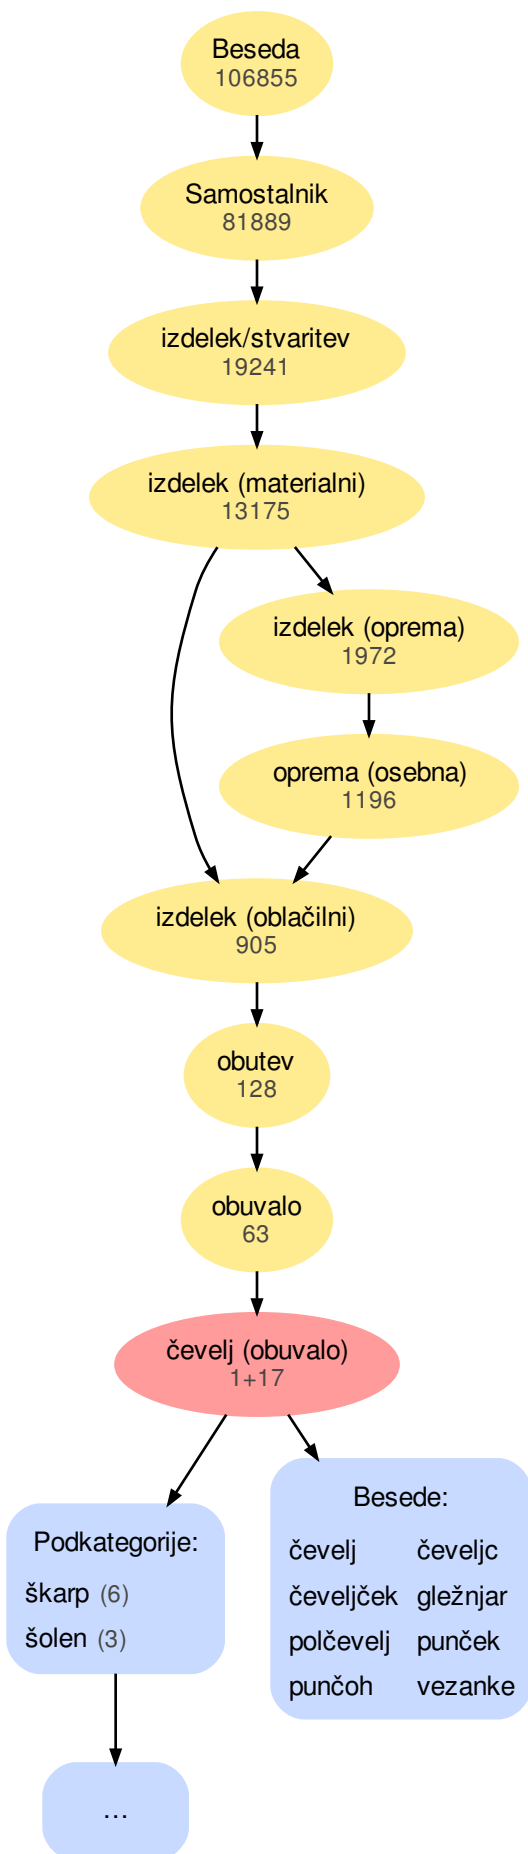 Beseda
106855
Samostalnik
81889
izdelek/stvaritev
19241
izdelek (materialni)
13175
izdelek (oprema)
1972
oprema (osebna)
1196
izdelek (oblačilni)
905
obutev
128
obuvalo
63
čevelj (obuvalo)
1+17
Podkategorije:
škarp (6)
šolen (3)
Besede:
čevelj čeveljc
čeveljček gležnjar
polčevelj punček
punčoh vezanke
…